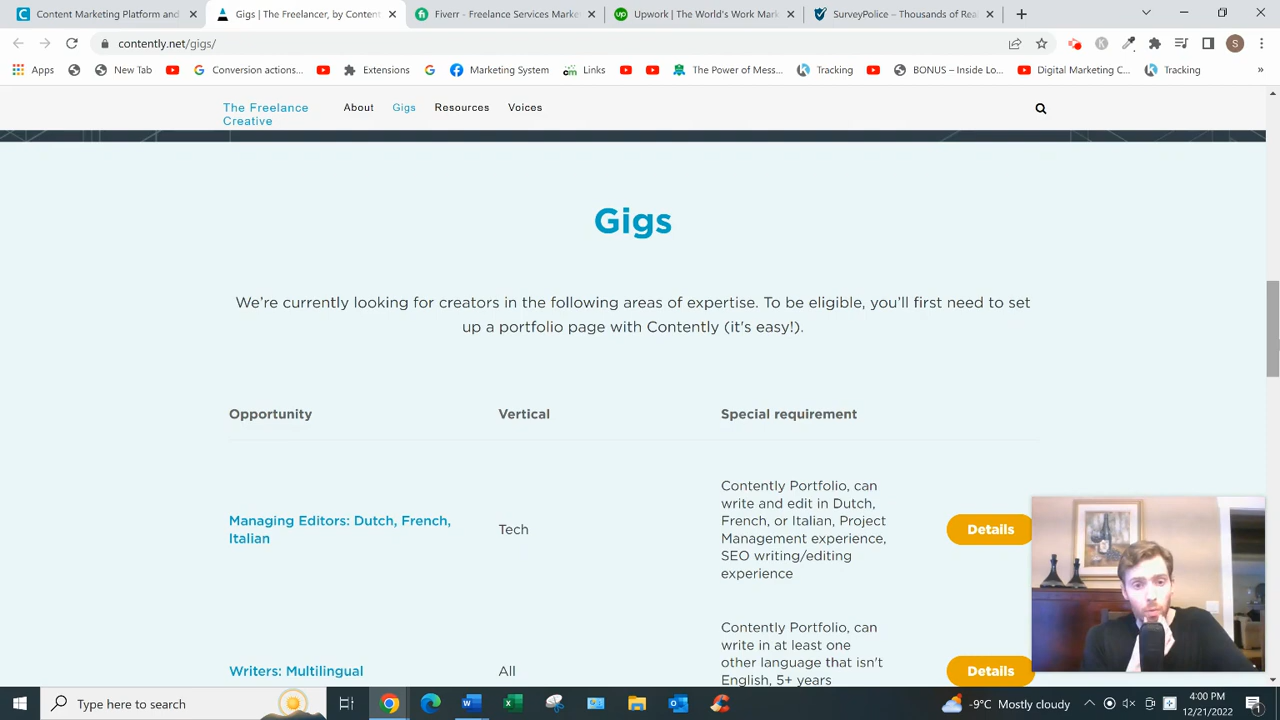 Content Marketing Platform and
Gigs | The Freelancer, by Content
Fiverr - Freelance Services Marke
Upwork | The World's Work Mark
SurveyPolice – Thousands of Rea
contently.net/gigs/
S
Apps
New Tab
Conversion actions...
Extensions
Marketing System
Links
The Power of Mess...
Tracking
BONUS – Inside Lo...
Digital Marketing C...
Tracking
»
The Freelance
Creative
About
Gigs
Resources
Voices
Gigs
We're currently looking for creators in the following areas of expertise. To be eligible, you'll first need to set
up a portfolio page with Contently (it's easy!).
Opportunity
Vertical
Special requirement
Managing Editors: Dutch, French,
Italian
Tech
Contently Portfolio, can
write and edit in Dutch,
French, or Italian, Project
Management experience,
SEO writing/editing
experience
Details
Writers: Multilingual
All
Contently Portfolio, can
write in at least one
other language that isn't
English, 5+ years
Details
Type here to search
-9°C Mostly cloudy
4:00 PM
12/21/2022
1